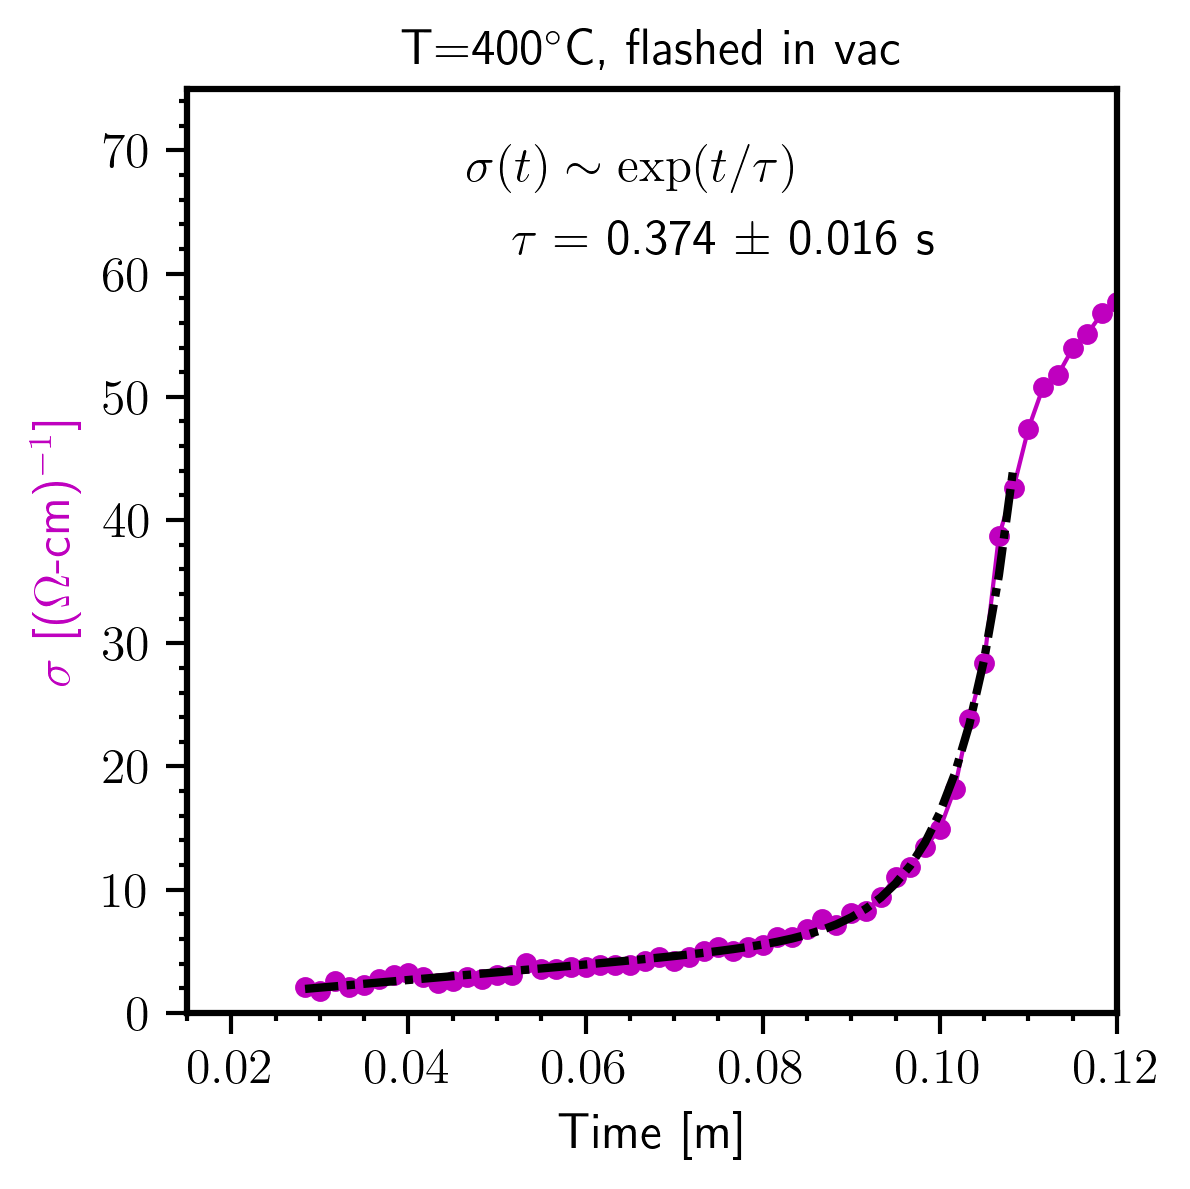 T=400°C, flashed in vac
σ(t) ∼ exp(t/τ)
τ = 0.374 ± 0.016 s
70
60
50
40
30
20
10
0
σ [(Ω-cm)⁻¹]
0.02 0.04 0.06 0.08 0.10 0.12
Time [m]